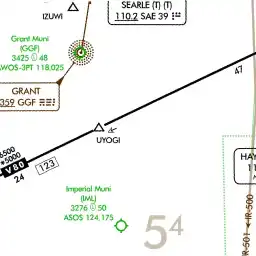 SEARLE (T) (T)
110.2 SAE 39
IZUWI
Grant Muni
(GGF)
3425 48
AWOS-3PT 118.025
GRANT
359 GGF
47
UYOGI
6500
*5000
V80
24
123
HAY
1
Imperial Muni
(IML)
3276 50
ASOS 124.175
54
IR-500
IR-501